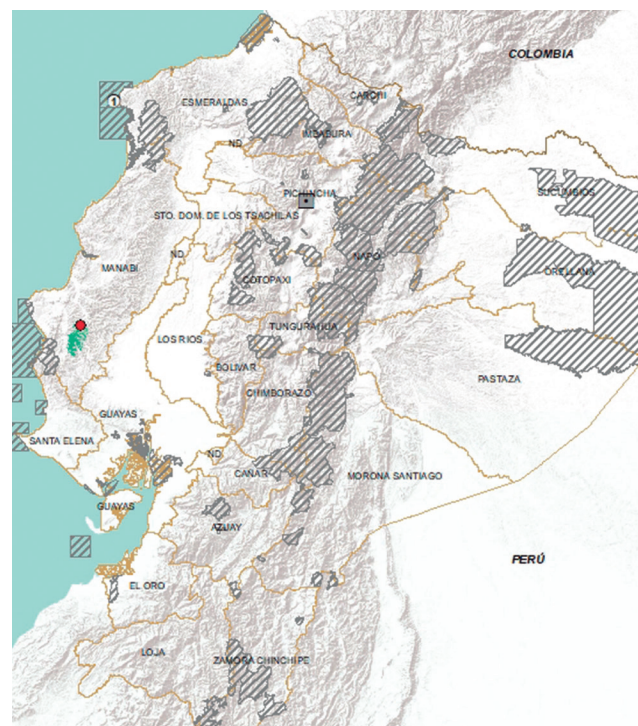 COLOMBIA
CARCHI
1
ESMERALDAS
IMBABURA
ND
PICHINCHA
SUCUMBIOS
STO. DOM. DE LOS TSACHILAS
ND
NAPO
MANABI
ORELLANA
COTOPAXI
TUNGURAHUA
LOS RIOS
BOLIVAR
PASTAZA
CHIMBORAZO
GUAYAS
SANTA ELENA
ND
CAÑAR
MORONA SANTIAGO
GUAYAS
AZUAY
PERÚ
EL ORO
LOJA
ZAMORA CHINCHIPE